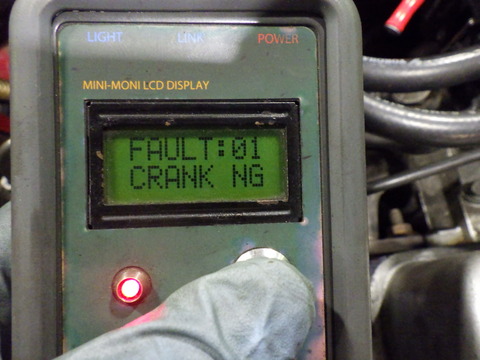 LIGHT LINK POWER
MINI-MONI LCD DISPLAY
FAULT:01
CRANK NG